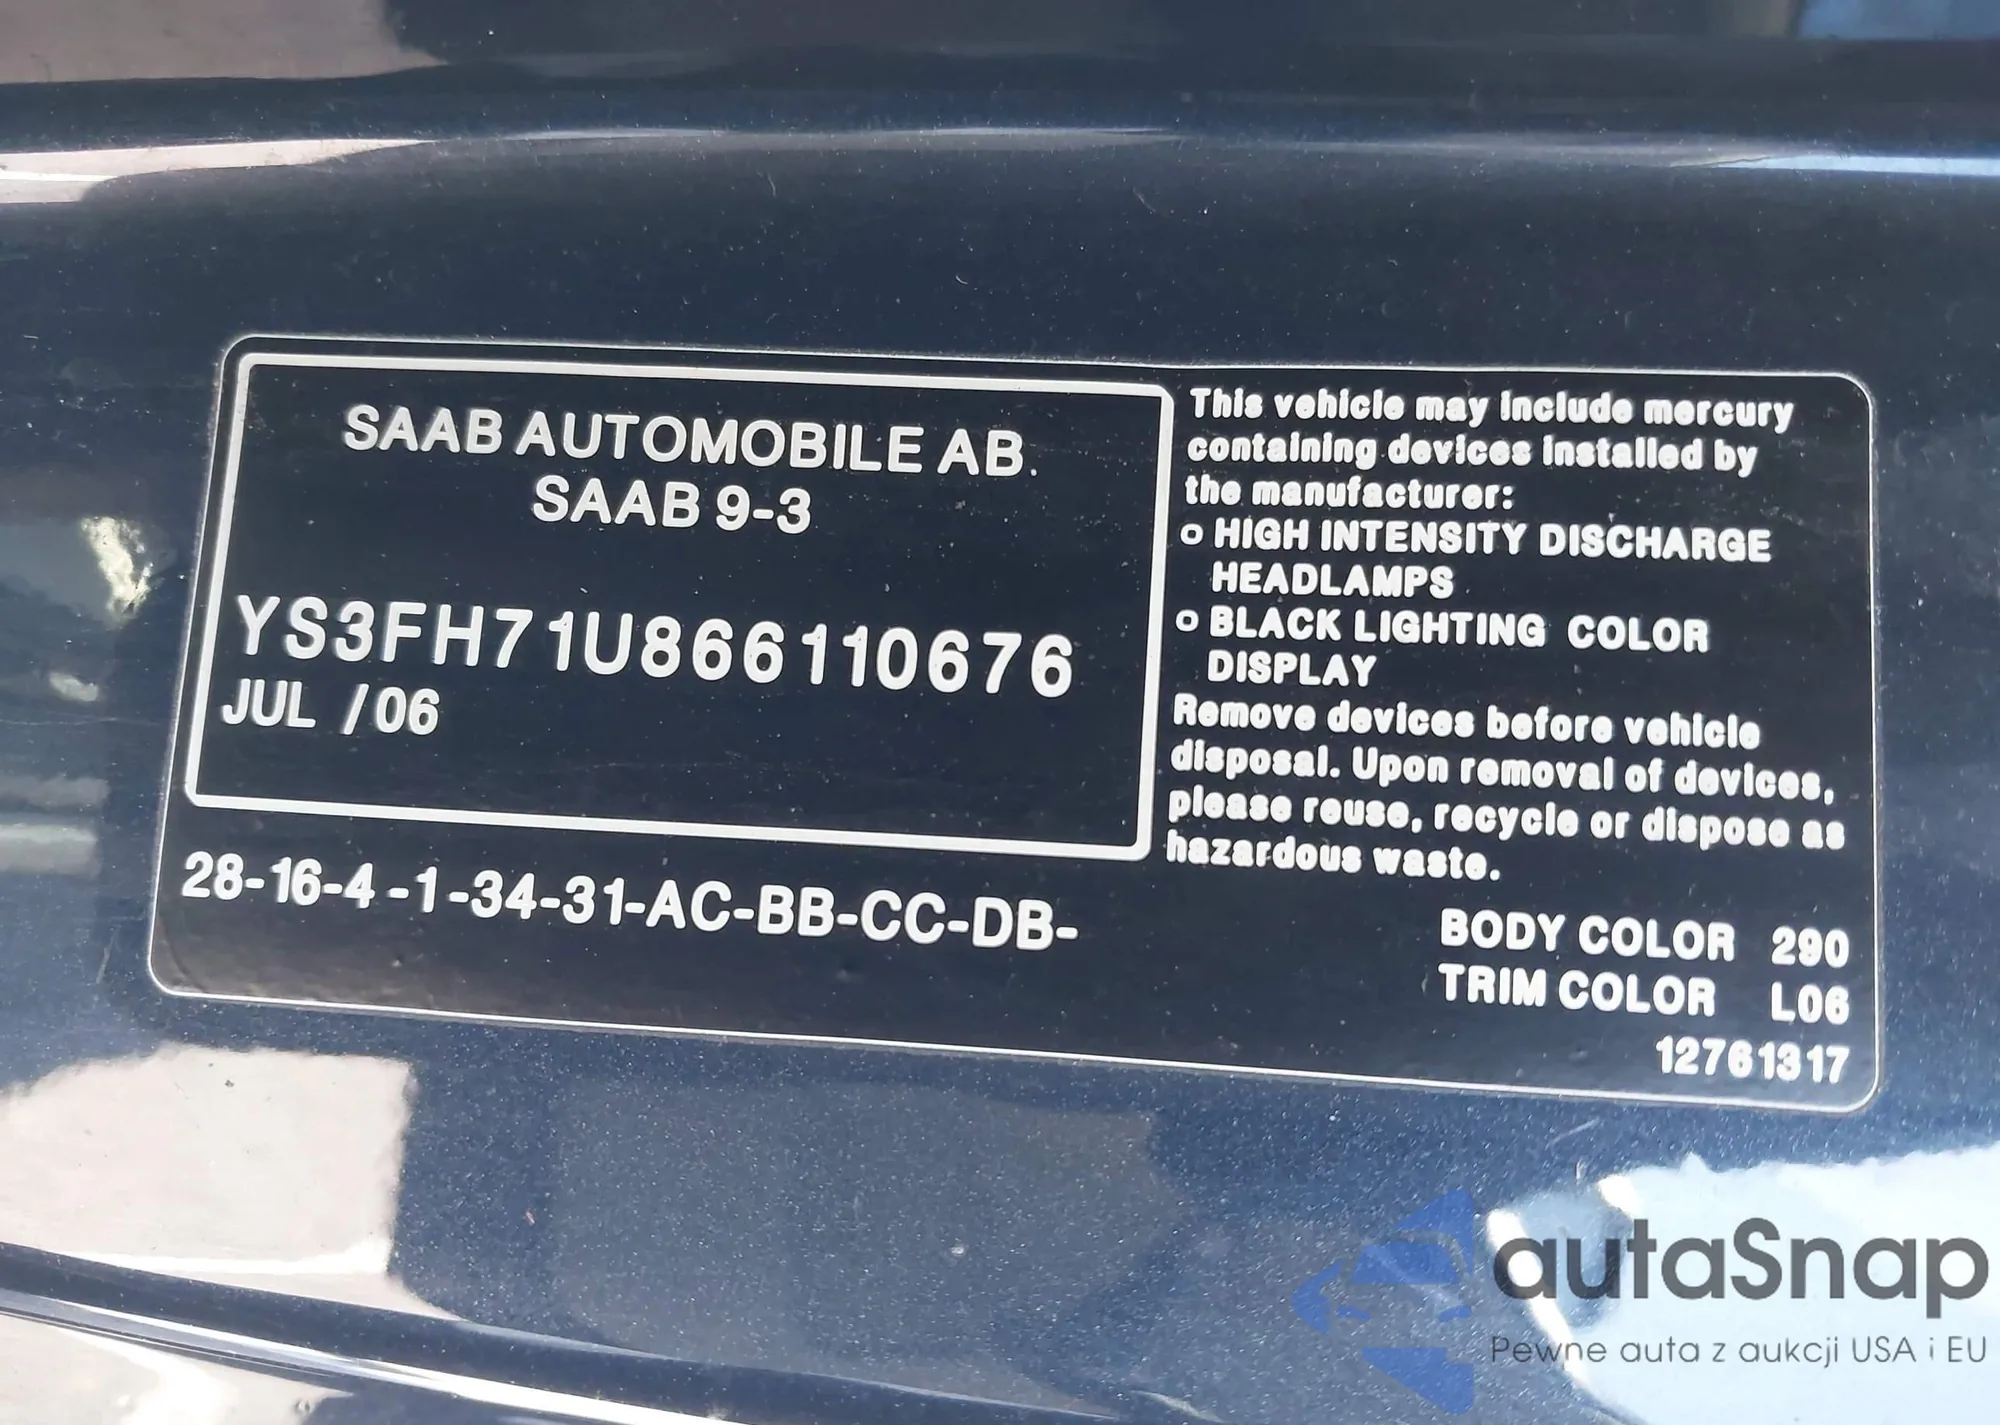 SAAB AUTOMOBILE AB.
SAAB 9-3
YS3FH71U866110676
JUL /06
28-16-4-1-34-31-AC-BB-CC-DB-
This vehicle may include mercury
containing devices installed by
the manufacturer:
o HIGH INTENSITY DISCHARGE
HEADLAMPS
o BLACK LIGHTING COLOR
DISPLAY
Remove devices before vehicle
disposal. Upon removal of devices,
please reuse, recycle or dispose as
hazardous waste.
BODY COLOR 290
TRIM COLOR L06
12761317
autaSnap
Pewne auta z aukcji USA i EU